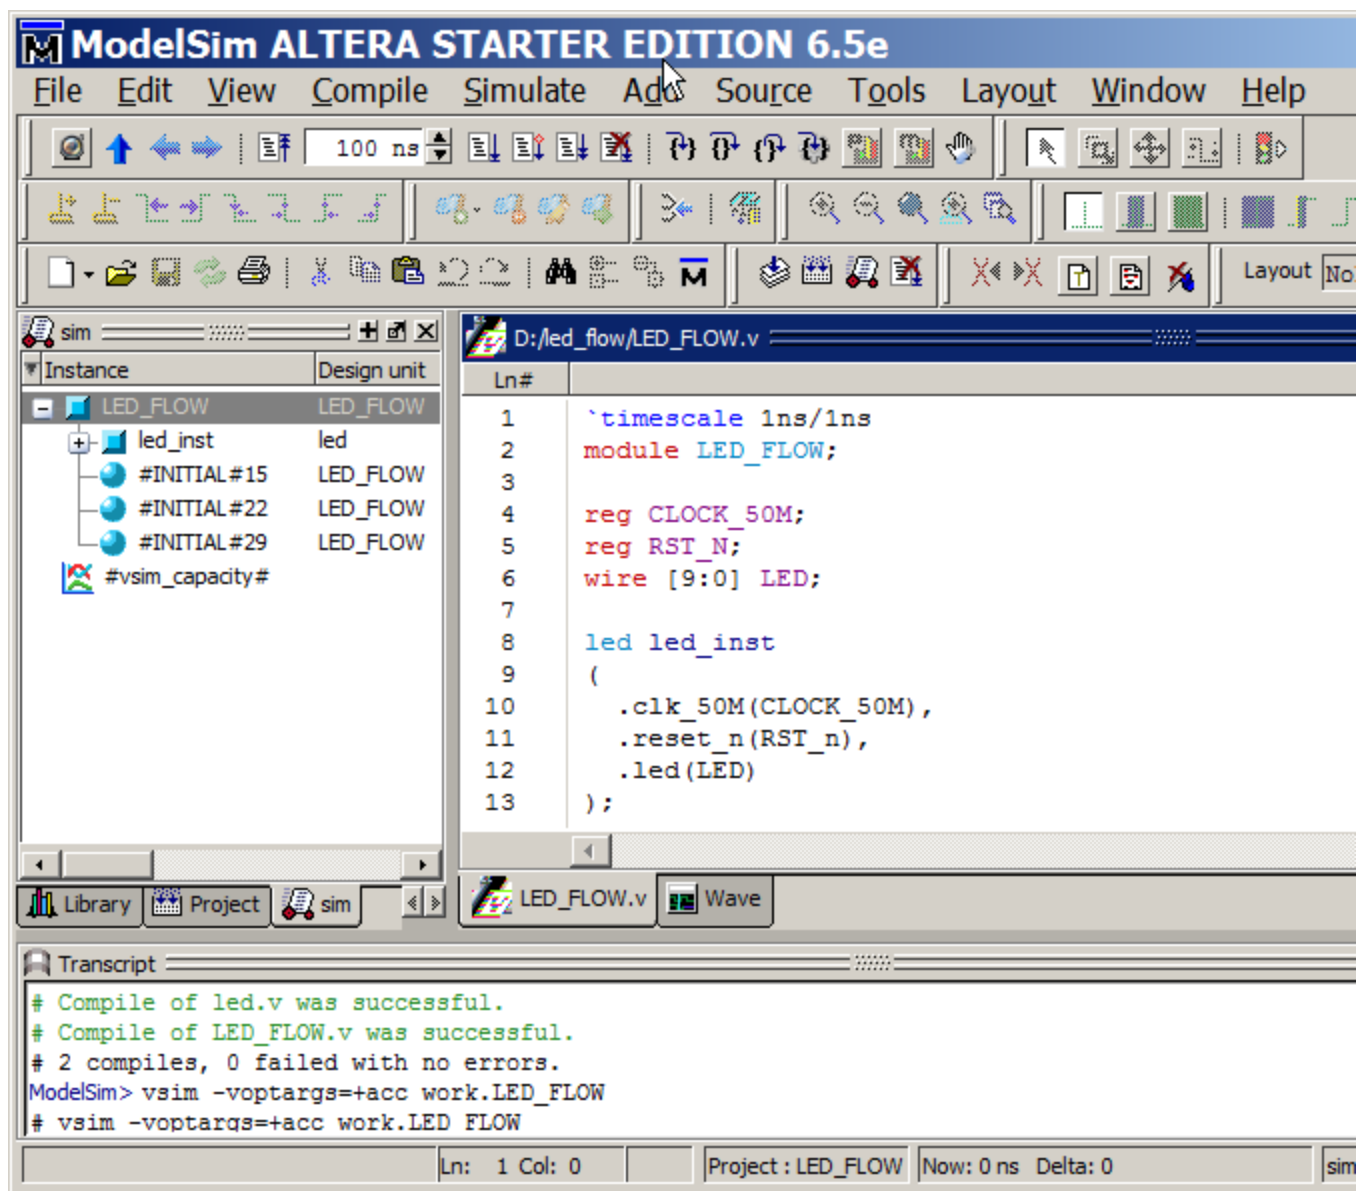 ModelSim ALTERA STARTER EDITION 6.5e
File Edit View Compile Simulate Add Source Tools Layout Window Help
100 ns
Layout
sim
D:/led_flow/LED_FLOW.v
Instance Design unit
Ln#
LED_FLOW LED_FLOW
led_inst led
#INITIAL#15 LED_FLOW
#INITIAL#22 LED_FLOW
#INITIAL#29 LED_FLOW
#vsim_capacity#
1 `timescale 1ns/1ns
2 module LED_FLOW;
3
4 reg CLOCK_50M;
5 reg RST_N;
6 wire [9:0] LED;
7
8 led led_inst
9 (
10 .clk_50M(CLOCK_50M),
11 .reset_n(RST_n),
12 .led(LED)
13 );
Library Project sim
LED_FLOW.v Wave
Transcript
# Compile of led.v was successful.
# Compile of LED_FLOW.v was successful.
# 2 compiles, 0 failed with no errors.
ModelSim> vsim -voptargs=+acc work.LED_FLOW
# vsim -voptargs=+acc work.LED_FLOW
Ln: 1 Col: 0 Project : LED_FLOW Now: 0 ns Delta: 0 sim